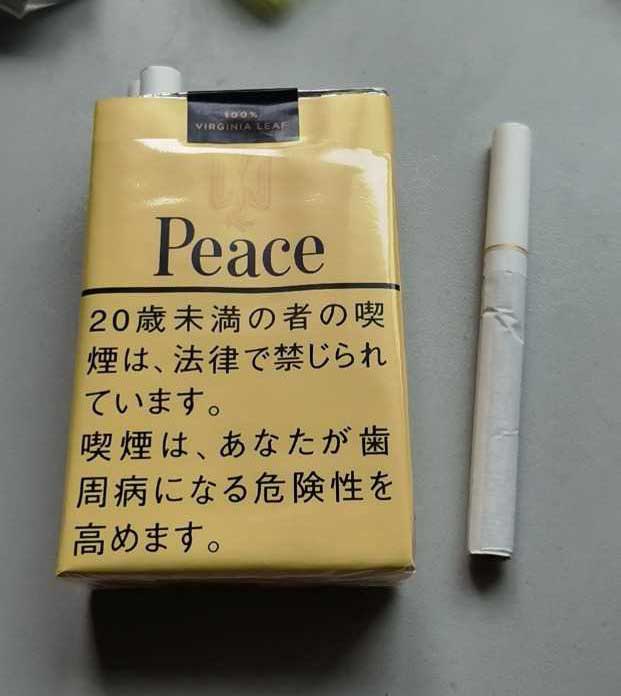 100%
VIRGINIA LEAF
Peace
20歳未満の者の喫
煙は、法律で禁じられ
ています。
喫煙は、あなたが歯
周病になる危険性を
高めます。